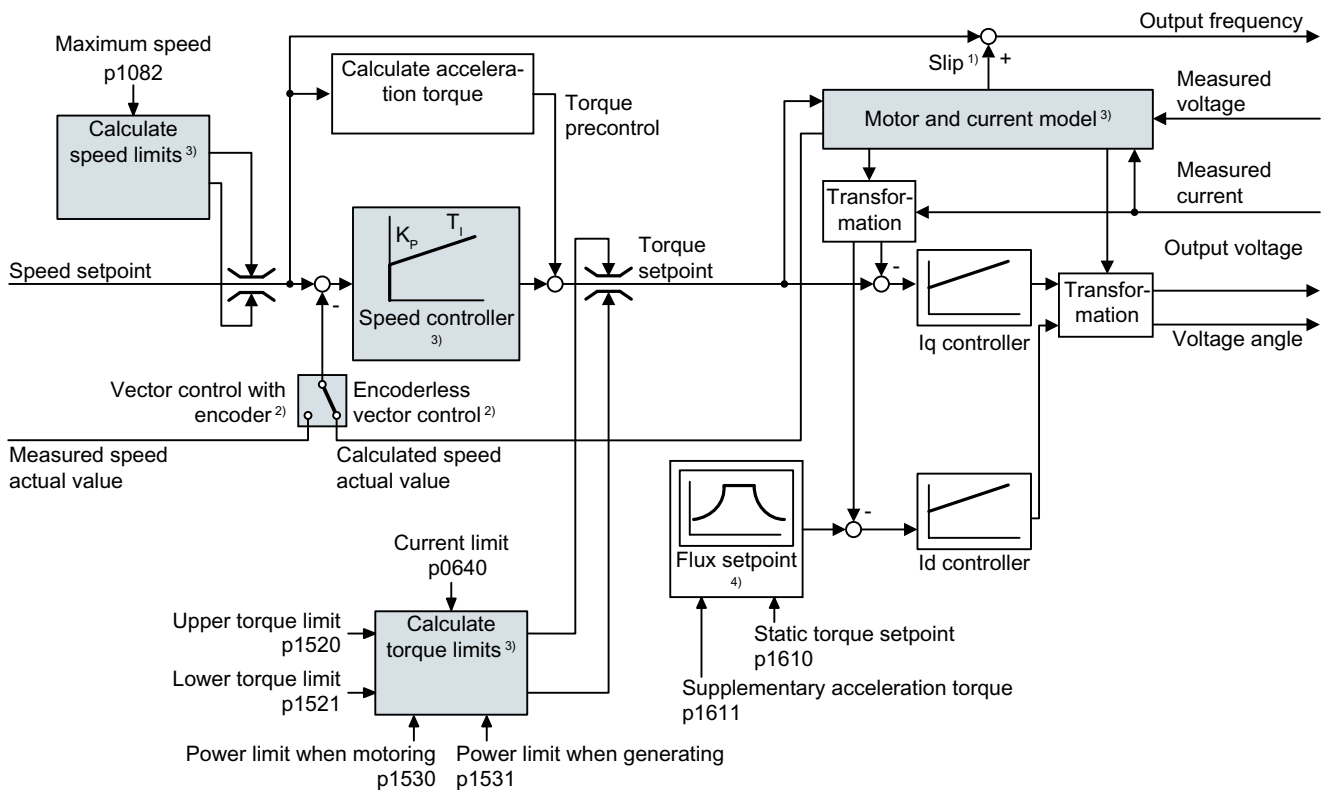 Output frequency
Maximum speed
p1082
Calculate accelera-
tion torque
Slip 1) +
Measured
voltage
Torque
precontrol
Calculate
speed limits 3)
Motor and current model 3)
Measured
current
Transfor-
mation
KP TI
Torque
setpoint
Speed setpoint
-
Output voltage
Transfor-
mation
-
Speed controller
3)
Iq controller
Voltage angle
Vector control with
encoder 2)
Encoderless
vector control 2)
Measured speed
actual value
Calculated speed
actual value
-
Flux setpoint
4)
Id controller
Current limit
p0640
Upper torque limit
p1520
Calculate
torque limits 3)
Static torque setpoint
p1610
Lower torque limit
p1521
Supplementary acceleration torque
p1611
Power limit when motoring
p1530
Power limit when generating
p1531